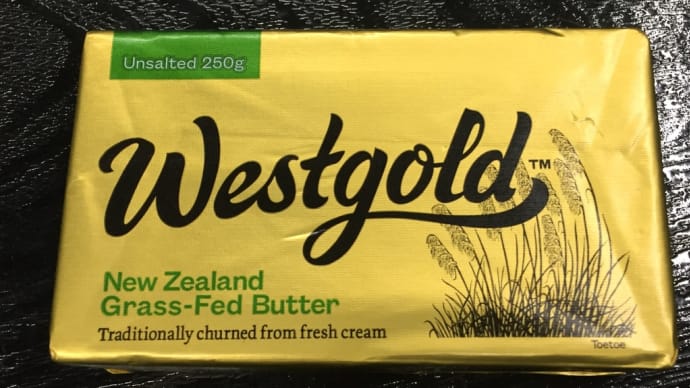 Unsalted 250g
Westgold™
New Zealand
Grass-Fed Butter
Traditionally churned from fresh cream
Toetoe